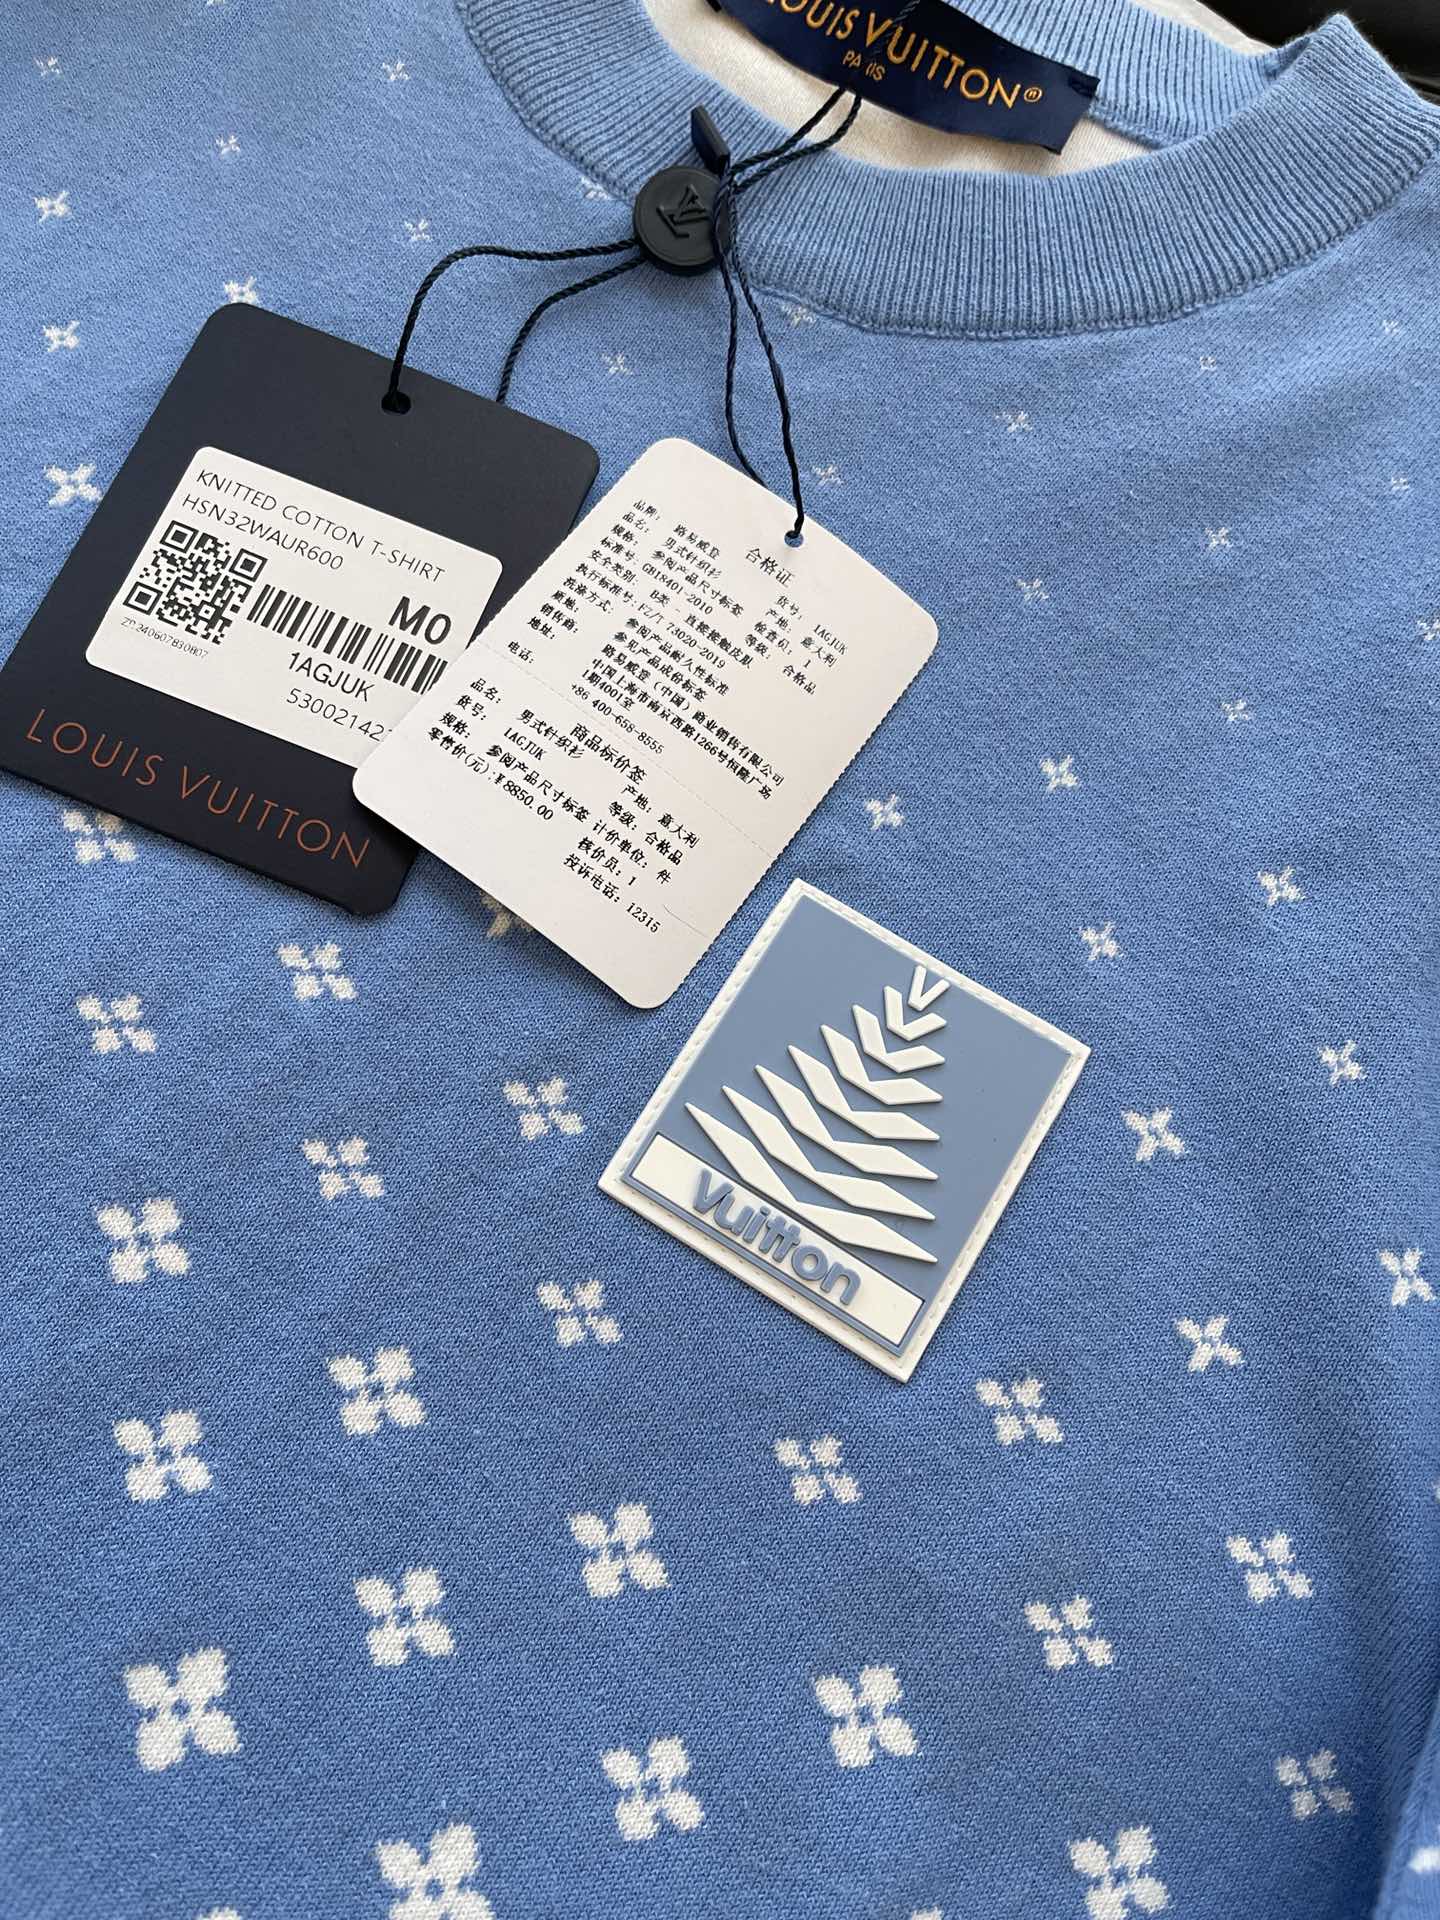 LOUIS VUITTON
PARIS
KNITTED COTTON T-SHIRT
HSN32WAUR600
M0
1AGJUK
53002142
LOUIS VUITTON
合格证
品牌: 路易威登 货号: 1AGJUK
品名: 男式针织衫 产地: 意大利
规格: 参阅产品尺寸标签 检查码: 1
标准号: GB18401-2010 等级: 合格品
安全类别: B类 - 直接接触皮肤
执行标准号: FZ/T 73020-2019
洗涤方式: 参阅产品耐久性标准
质地: 参见产品成份标签
销售商: 路易威登(中国)商业销售有限公司
地址: 中国上海市南京西路1266号恒隆广场
1期4001室
电话: +86 400-658-8555
商品标价签
品名: 男式针织衫 产地: 意大利
货号: 1AGJUK 等级: 合格品
规格: 参阅产品尺寸标签 计价单位: 件
零售价(元): ¥8850.00 核价员: 1
投诉电话: 12315
V
Vuitton